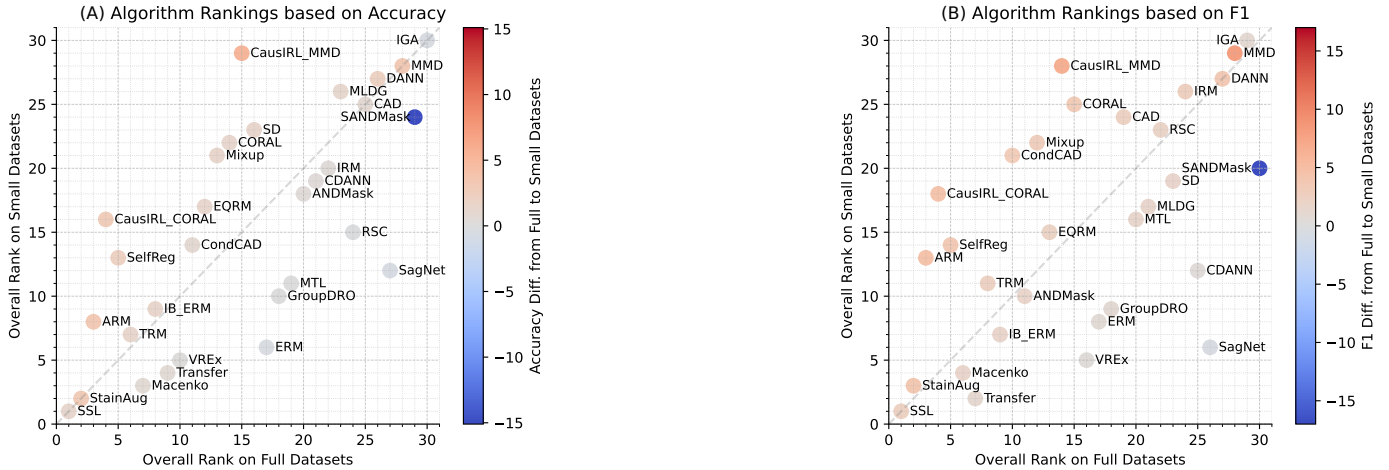 (A) Algorithm Rankings based on Accuracy
Overall Rank on Small Datasets
30
25
20
15
10
5
0
IGA
CausIRL_MMD
MMD
DANN
MLDG
CAD
SANDMask
SD
CORAL
Mixup
IRM
CDANN
ANDMask
EQRM
CausIRL_CORAL
RSC
CondCAD
SelfReg
SagNet
MTL
GroupDRO
IB_ERM
ARM
TRM
ERM
VREx
Transfer
Macenko
StainAug
SSL
0
5
10
15
20
25
30
Overall Rank on Full Datasets
15
10
5
0
−5
−10
−15
Accuracy Diff. from Full to Small Datasets
(B) Algorithm Rankings based on F1
Overall Rank on Small Datasets
30
25
20
15
10
5
0
IGA
MMD
CausIRL_MMD
DANN
IRM
CORAL
CAD
RSC
Mixup
CondCAD
SANDMask
SD
CausIRL_CORAL
MLDG
MTL
EQRM
SelfReg
ARM
CDANN
TRM
ANDMask
GroupDRO
ERM
IB_ERM
SagNet
VREx
Macenko
StainAug
Transfer
SSL
0
5
10
15
20
25
30
Overall Rank on Full Datasets
15
10
5
0
−5
−10
−15
F1 Diff. from Full to Small Datasets